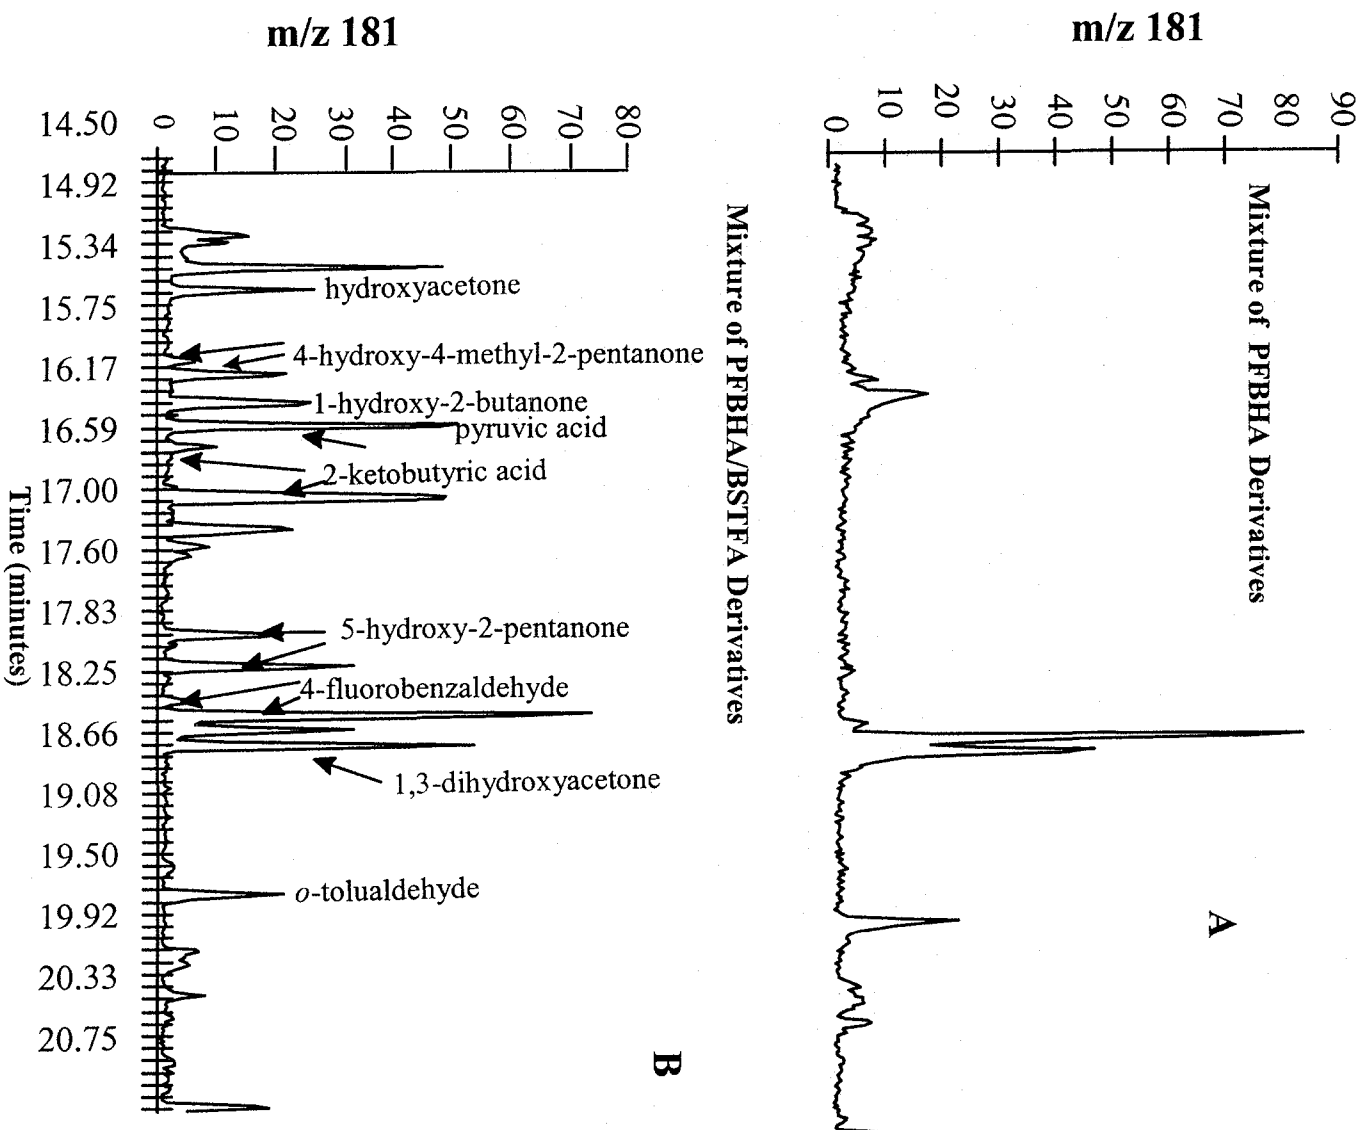 m/z 181
90
80
70
60
50
40
30
20
10
0
Mixture of PFBHA Derivatives
A
m/z 181
80
70
60
50
40
30
20
10
0
Mixture of PFBHA/BSTFA Derivatives
B
hydroxyacetone
4-hydroxy-4-methyl-2-pentanone
1-hydroxy-2-butanone
pyruvic acid
2-ketobutyric acid
5-hydroxy-2-pentanone
4-fluorobenzaldehyde
1,3-dihydroxyacetone
o-tolualdehyde
14.50
14.92
15.34
15.75
16.17
16.59
17.00
17.60
17.83
18.25
18.66
19.08
19.50
19.92
20.33
20.75
Time (minutes)